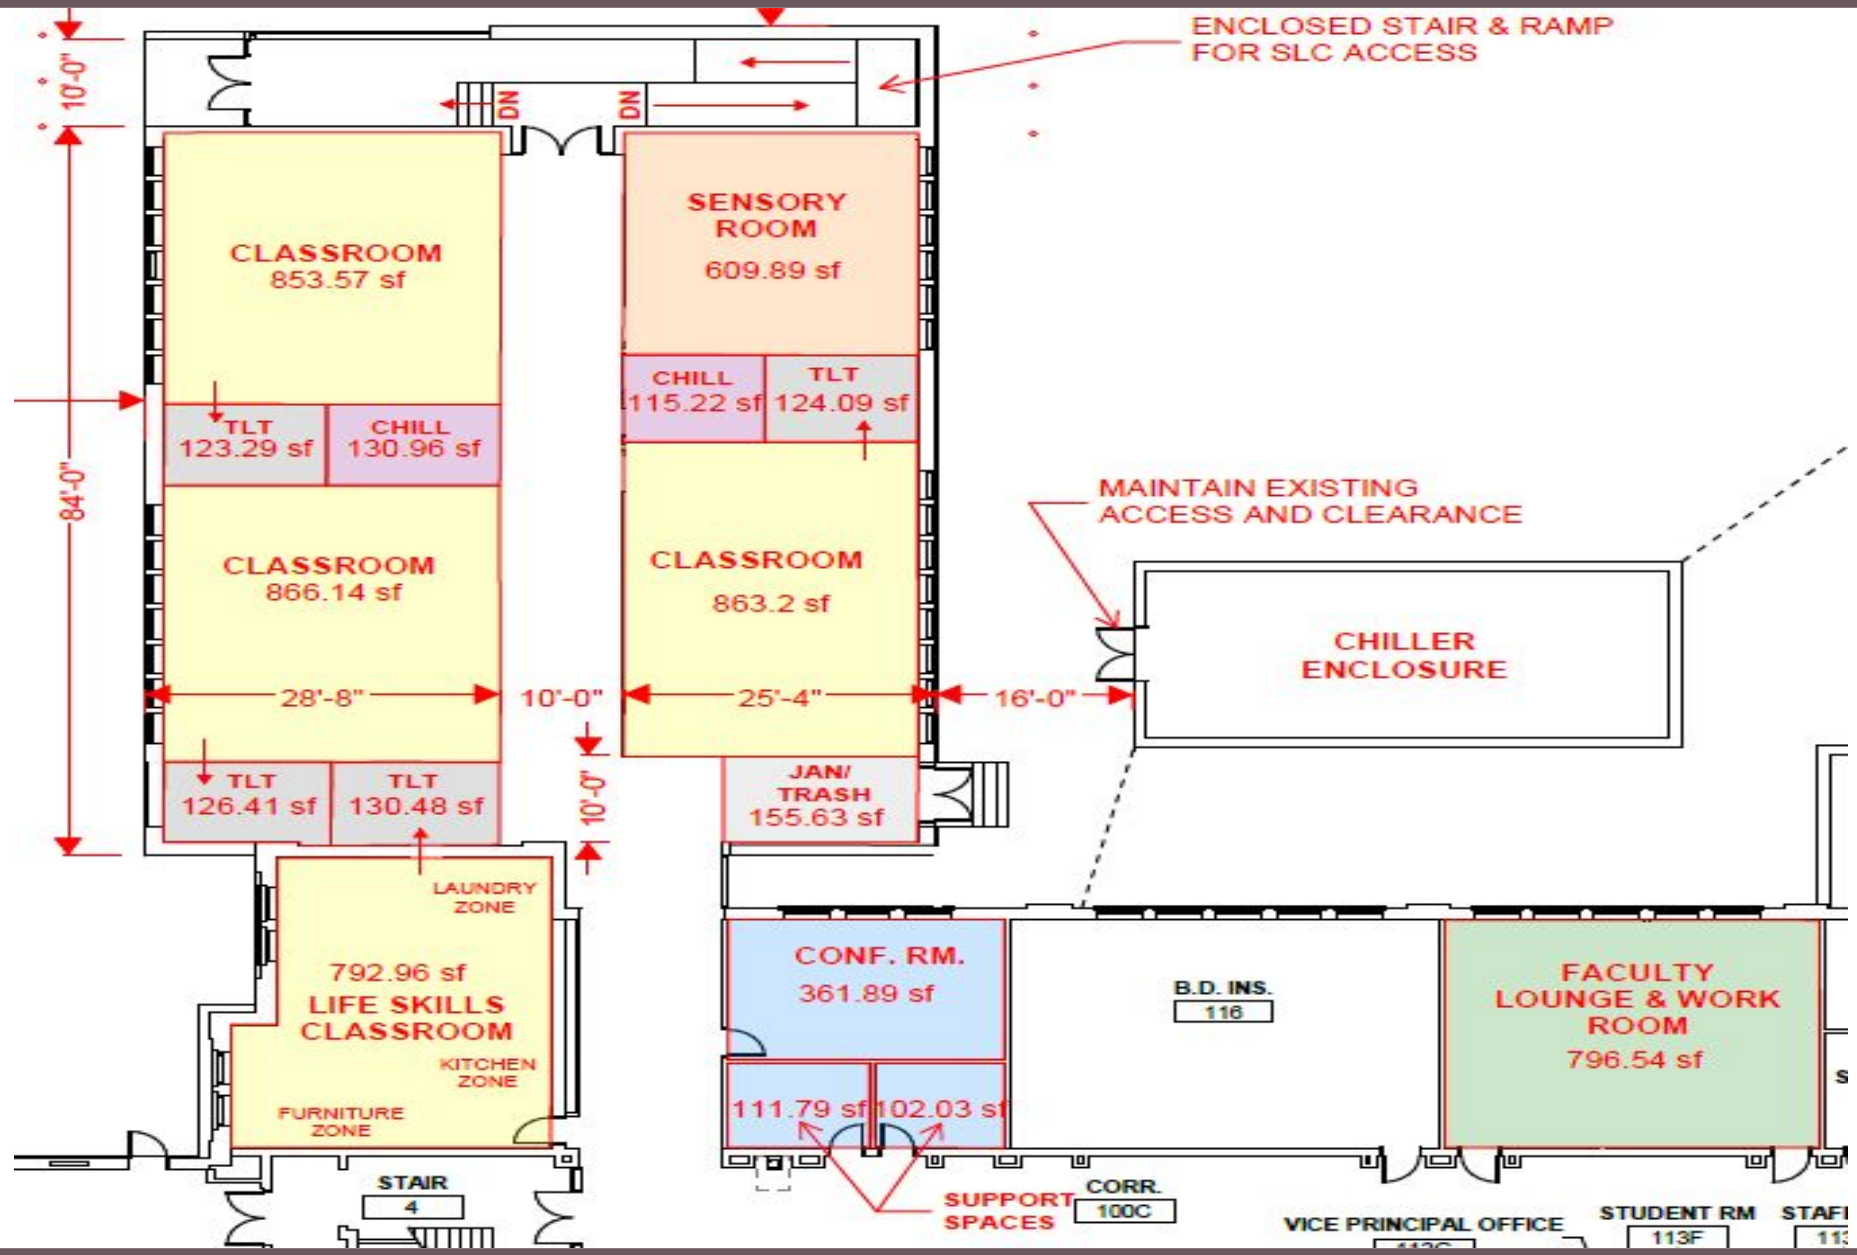 ENCLOSED STAIR & RAMP
FOR SLC ACCESS
10'-0"
DN
DN
CLASSROOM
853.57 sf
SENSORY
ROOM
609.89 sf
TLT
123.29 sf
CHILL
130.96 sf
CHILL
115.22 sf
TLT
124.09 sf
84'-0"
MAINTAIN EXISTING
ACCESS AND CLEARANCE
CLASSROOM
866.14 sf
CLASSROOM
863.2 sf
CHILLER
ENCLOSURE
28'-8"
10'-0"
25'-4"
16'-0"
TLT
126.41 sf
TLT
130.48 sf
10'-0"
JAN/
TRASH
155.63 sf
LAUNDRY
ZONE
792.96 sf
LIFE SKILLS
CLASSROOM
KITCHEN
ZONE
FURNITURE
ZONE
CONF. RM.
361.89 sf
B.D. INS.
116
FACULTY
LOUNGE & WORK
ROOM
796.54 sf
111.79 sf
102.03 sf
STAIR
4
SUPPORT
SPACES
CORR.
100C
VICE PRINCIPAL OFFICE
STUDENT RM
113F